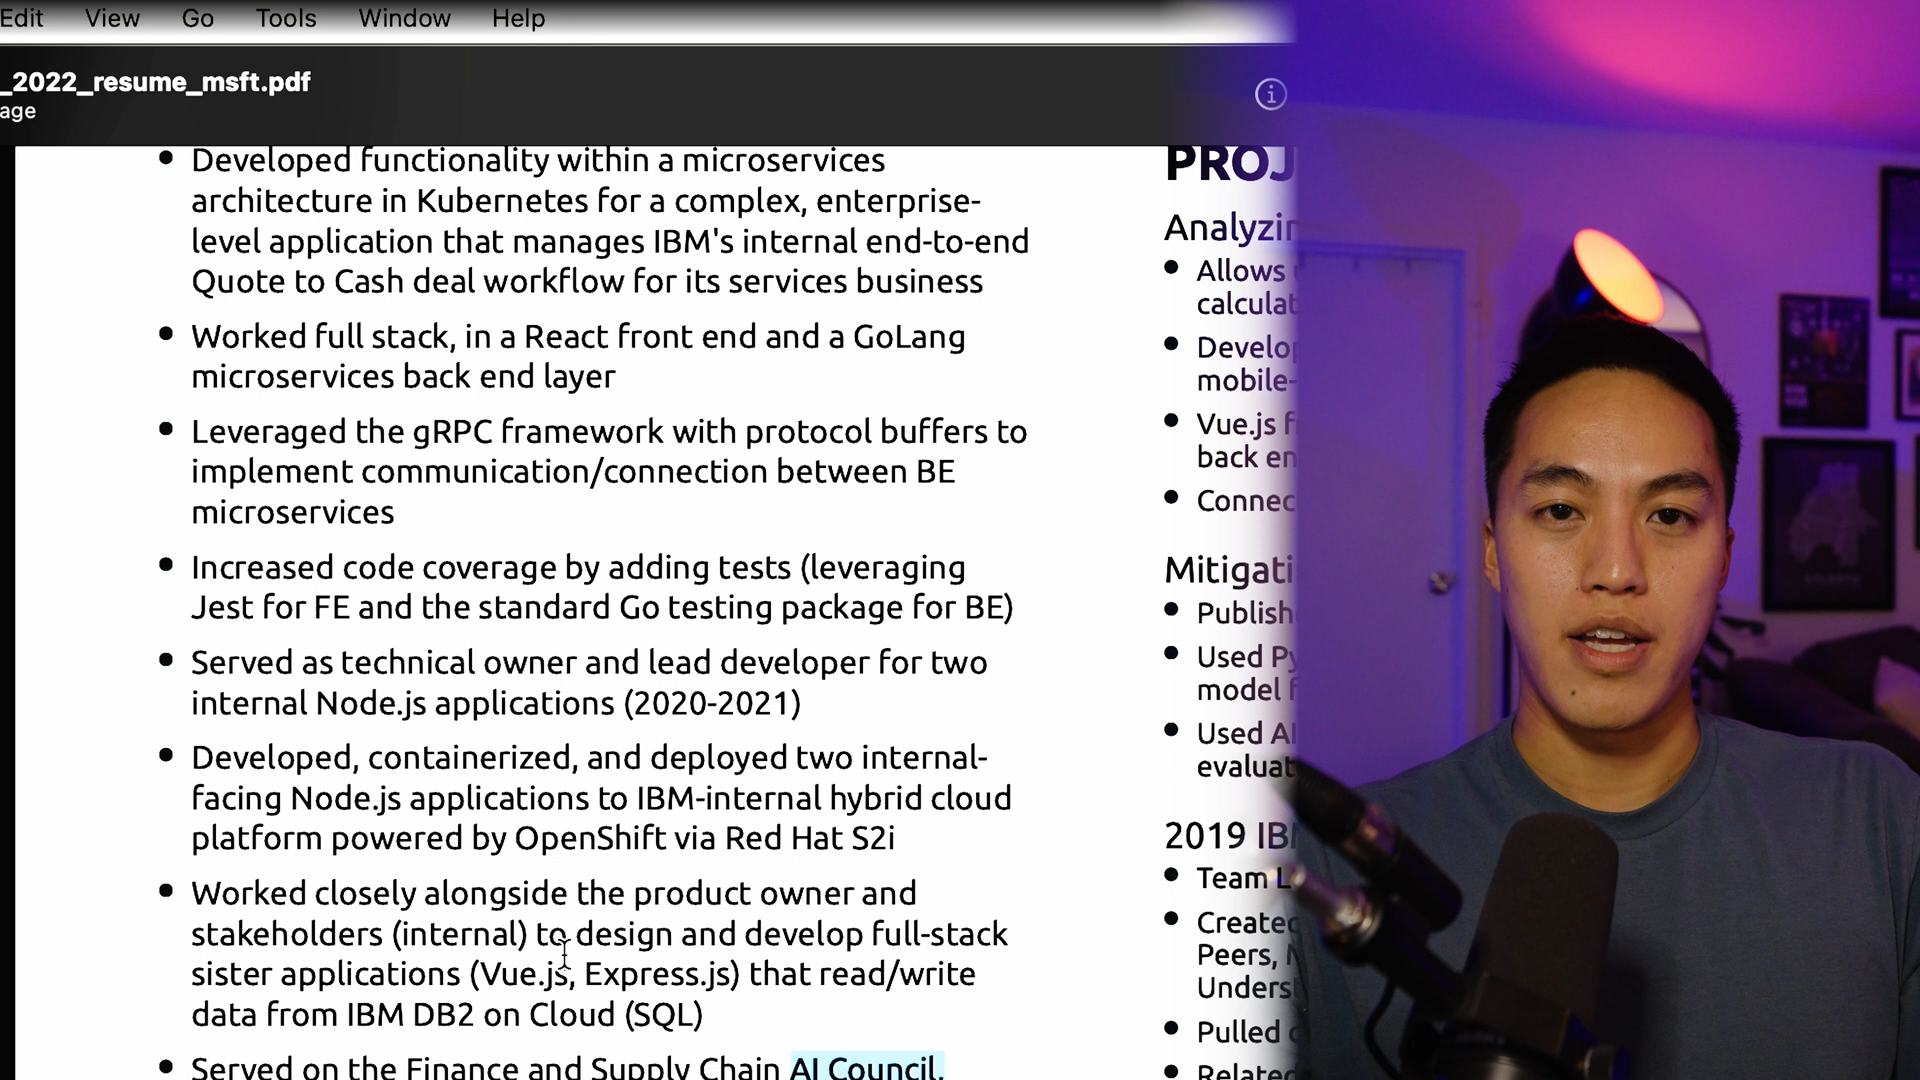 Edit View Go Tools Window Help
_2022_resume_msft.pdf
age
• Developed functionality within a microservices
architecture in Kubernetes for a complex, enterprise-
level application that manages IBM's internal end-to-end
Quote to Cash deal workflow for its services business
• Worked full stack, in a React front end and a GoLang
microservices back end layer
• Leveraged the gRPC framework with protocol buffers to
implement communication/connection between BE
microservices
• Increased code coverage by adding tests (leveraging
Jest for FE and the standard Go testing package for BE)
• Served as technical owner and lead developer for two
internal Node.js applications (2020-2021)
• Developed, containerized, and deployed two internal-
facing Node.js applications to IBM-internal hybrid cloud
platform powered by OpenShift via Red Hat S2i
• Worked closely alongside the product owner and
stakeholders (internal) to design and develop full-stack
sister applications (Vue.js, Express.js) that read/write
data from IBM DB2 on Cloud (SQL)
• Served on the Finance and Supply Chain AI Council,
PROJ
Analyzin
• Allows
calculat
• Develop
mobile-
• Vue.js f
back en
• Connec
Mitigati
• Publish
• Used Py
model f
• Used AI
evaluat
2019 IB
• Team L
• Created
Peers,
Underst
• Pulled
• Related
ATLANTA